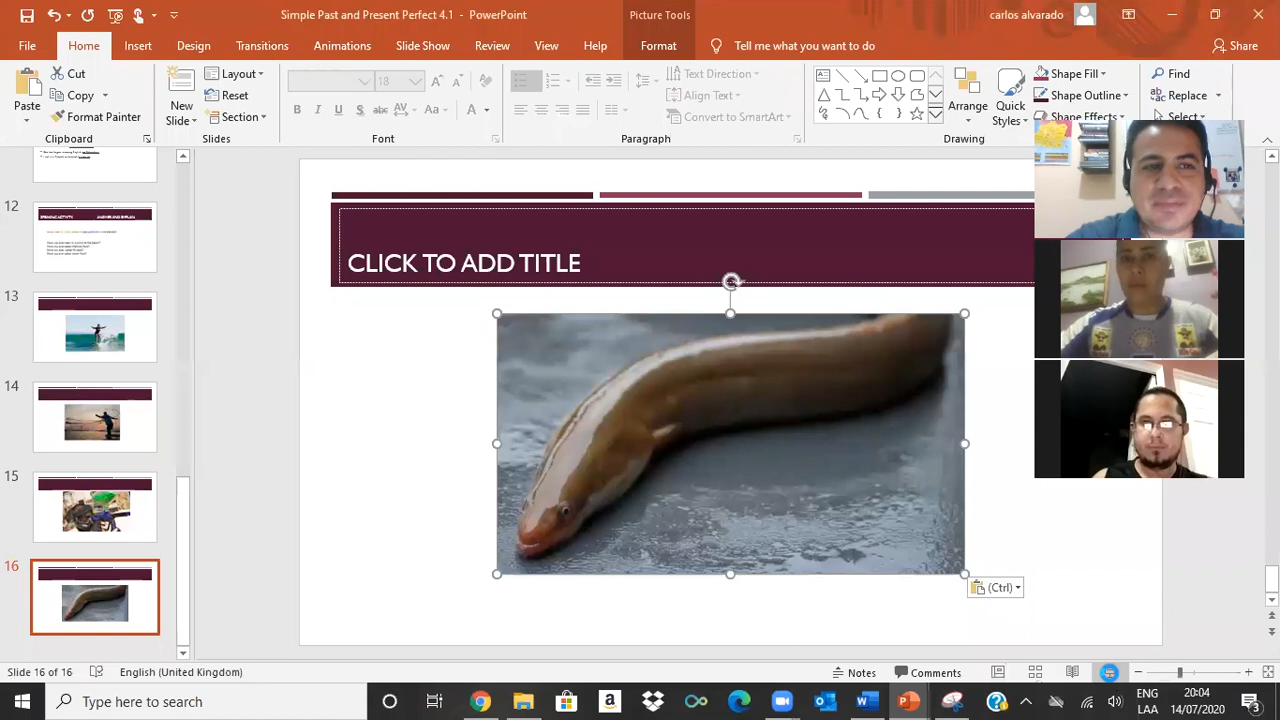 Simple Past and Present Perfect 4.1 - PowerPoint
Picture Tools
carlos alvarado
File
Home
Insert
Design
Transitions
Animations
Slide Show
Review
View
Help
Format
Tell me what you want to do
Share
Paste
Cut
Copy
Format Painter
Clipboard
New
Slide
Layout
Reset
Section
Slides
18
Font
Text Direction
Align Text
Convert to SmartArt
Paragraph
Arrange
Quick
Styles
Shape Fill
Shape Outline
Shape Effects
Drawing
Find
Replace
Select
12
13
14
15
16
CLICK TO ADD TITLE
(Ctrl)
Slide 16 of 16
English (United Kingdom)
Notes
Comments
Type here to search
ENG
LAA
20:04
14/07/2020
3